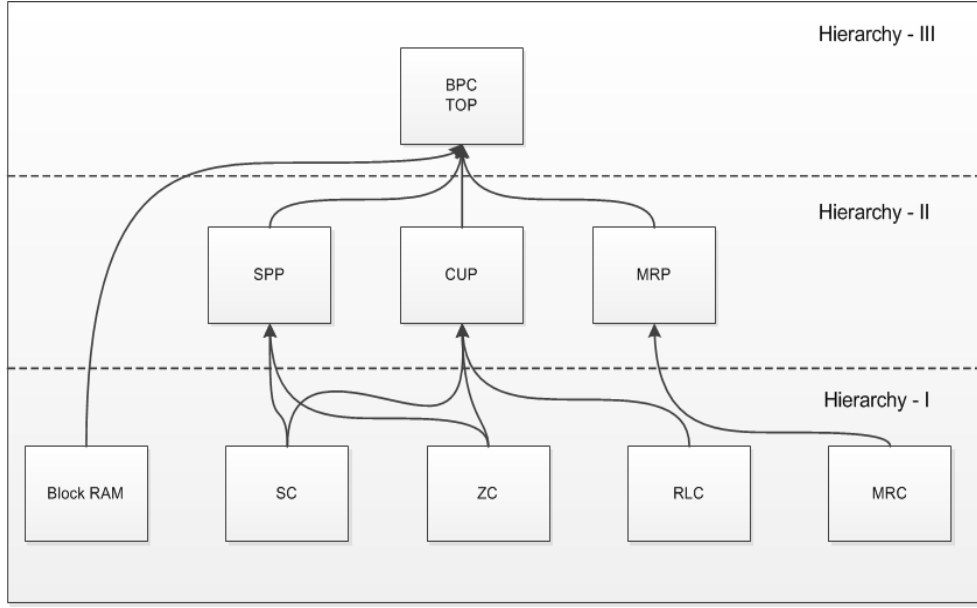 Hierarchy - III
BPC
TOP
Hierarchy - II
SPP
CUP
MRP
Hierarchy - I
Block RAM
SC
ZC
RLC
MRC